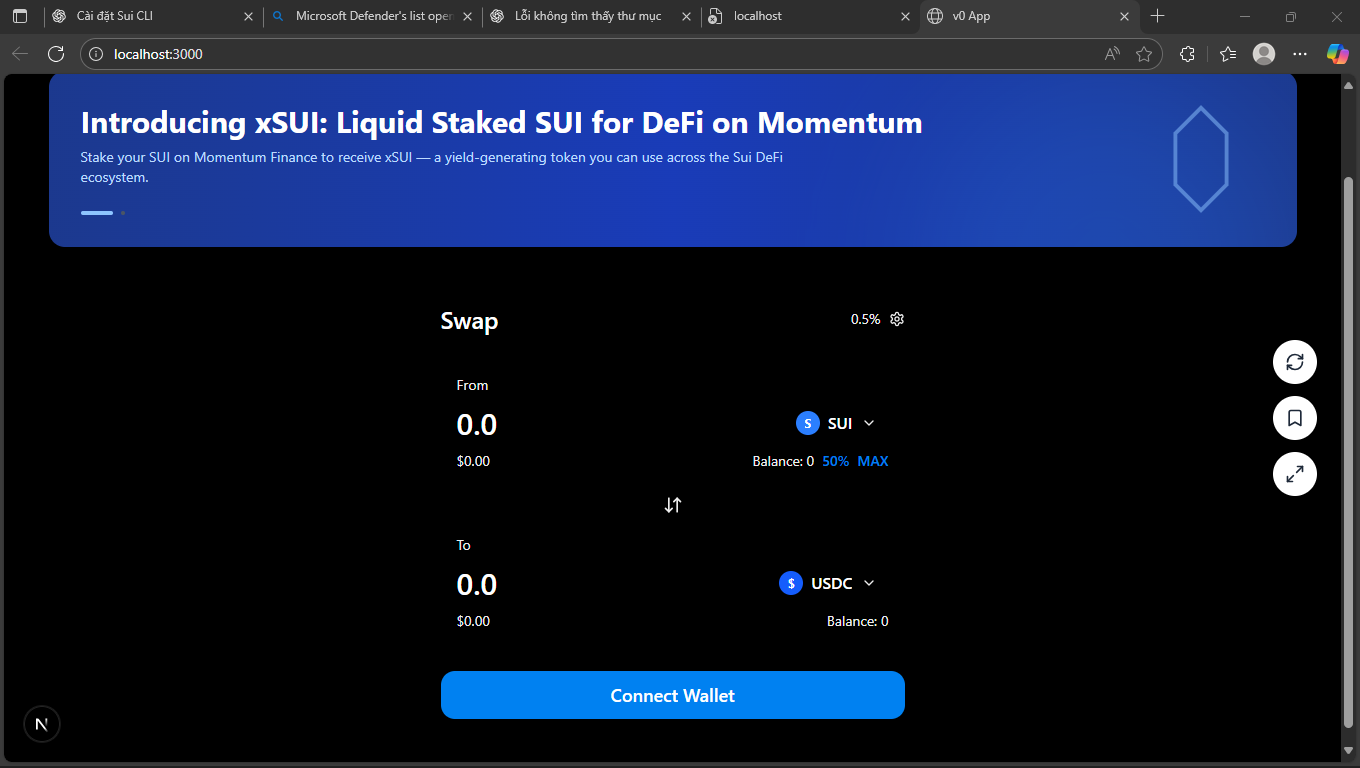 Cài đặt Sui CLI
Microsoft Defender's list oper
Lỗi không tìm thấy thư mục
localhost
v0 App
localhost:3000
Introducing xSUI: Liquid Staked SUI for DeFi on Momentum
Stake your SUI on Momentum Finance to receive xSUI — a yield-generating token you can use across the Sui DeFi
ecosystem.
Swap
0.5%
From
0.0
S SUI
$0.00
Balance: 0 50% MAX
To
0.0
$ USDC
$0.00
Balance: 0
Connect Wallet
N